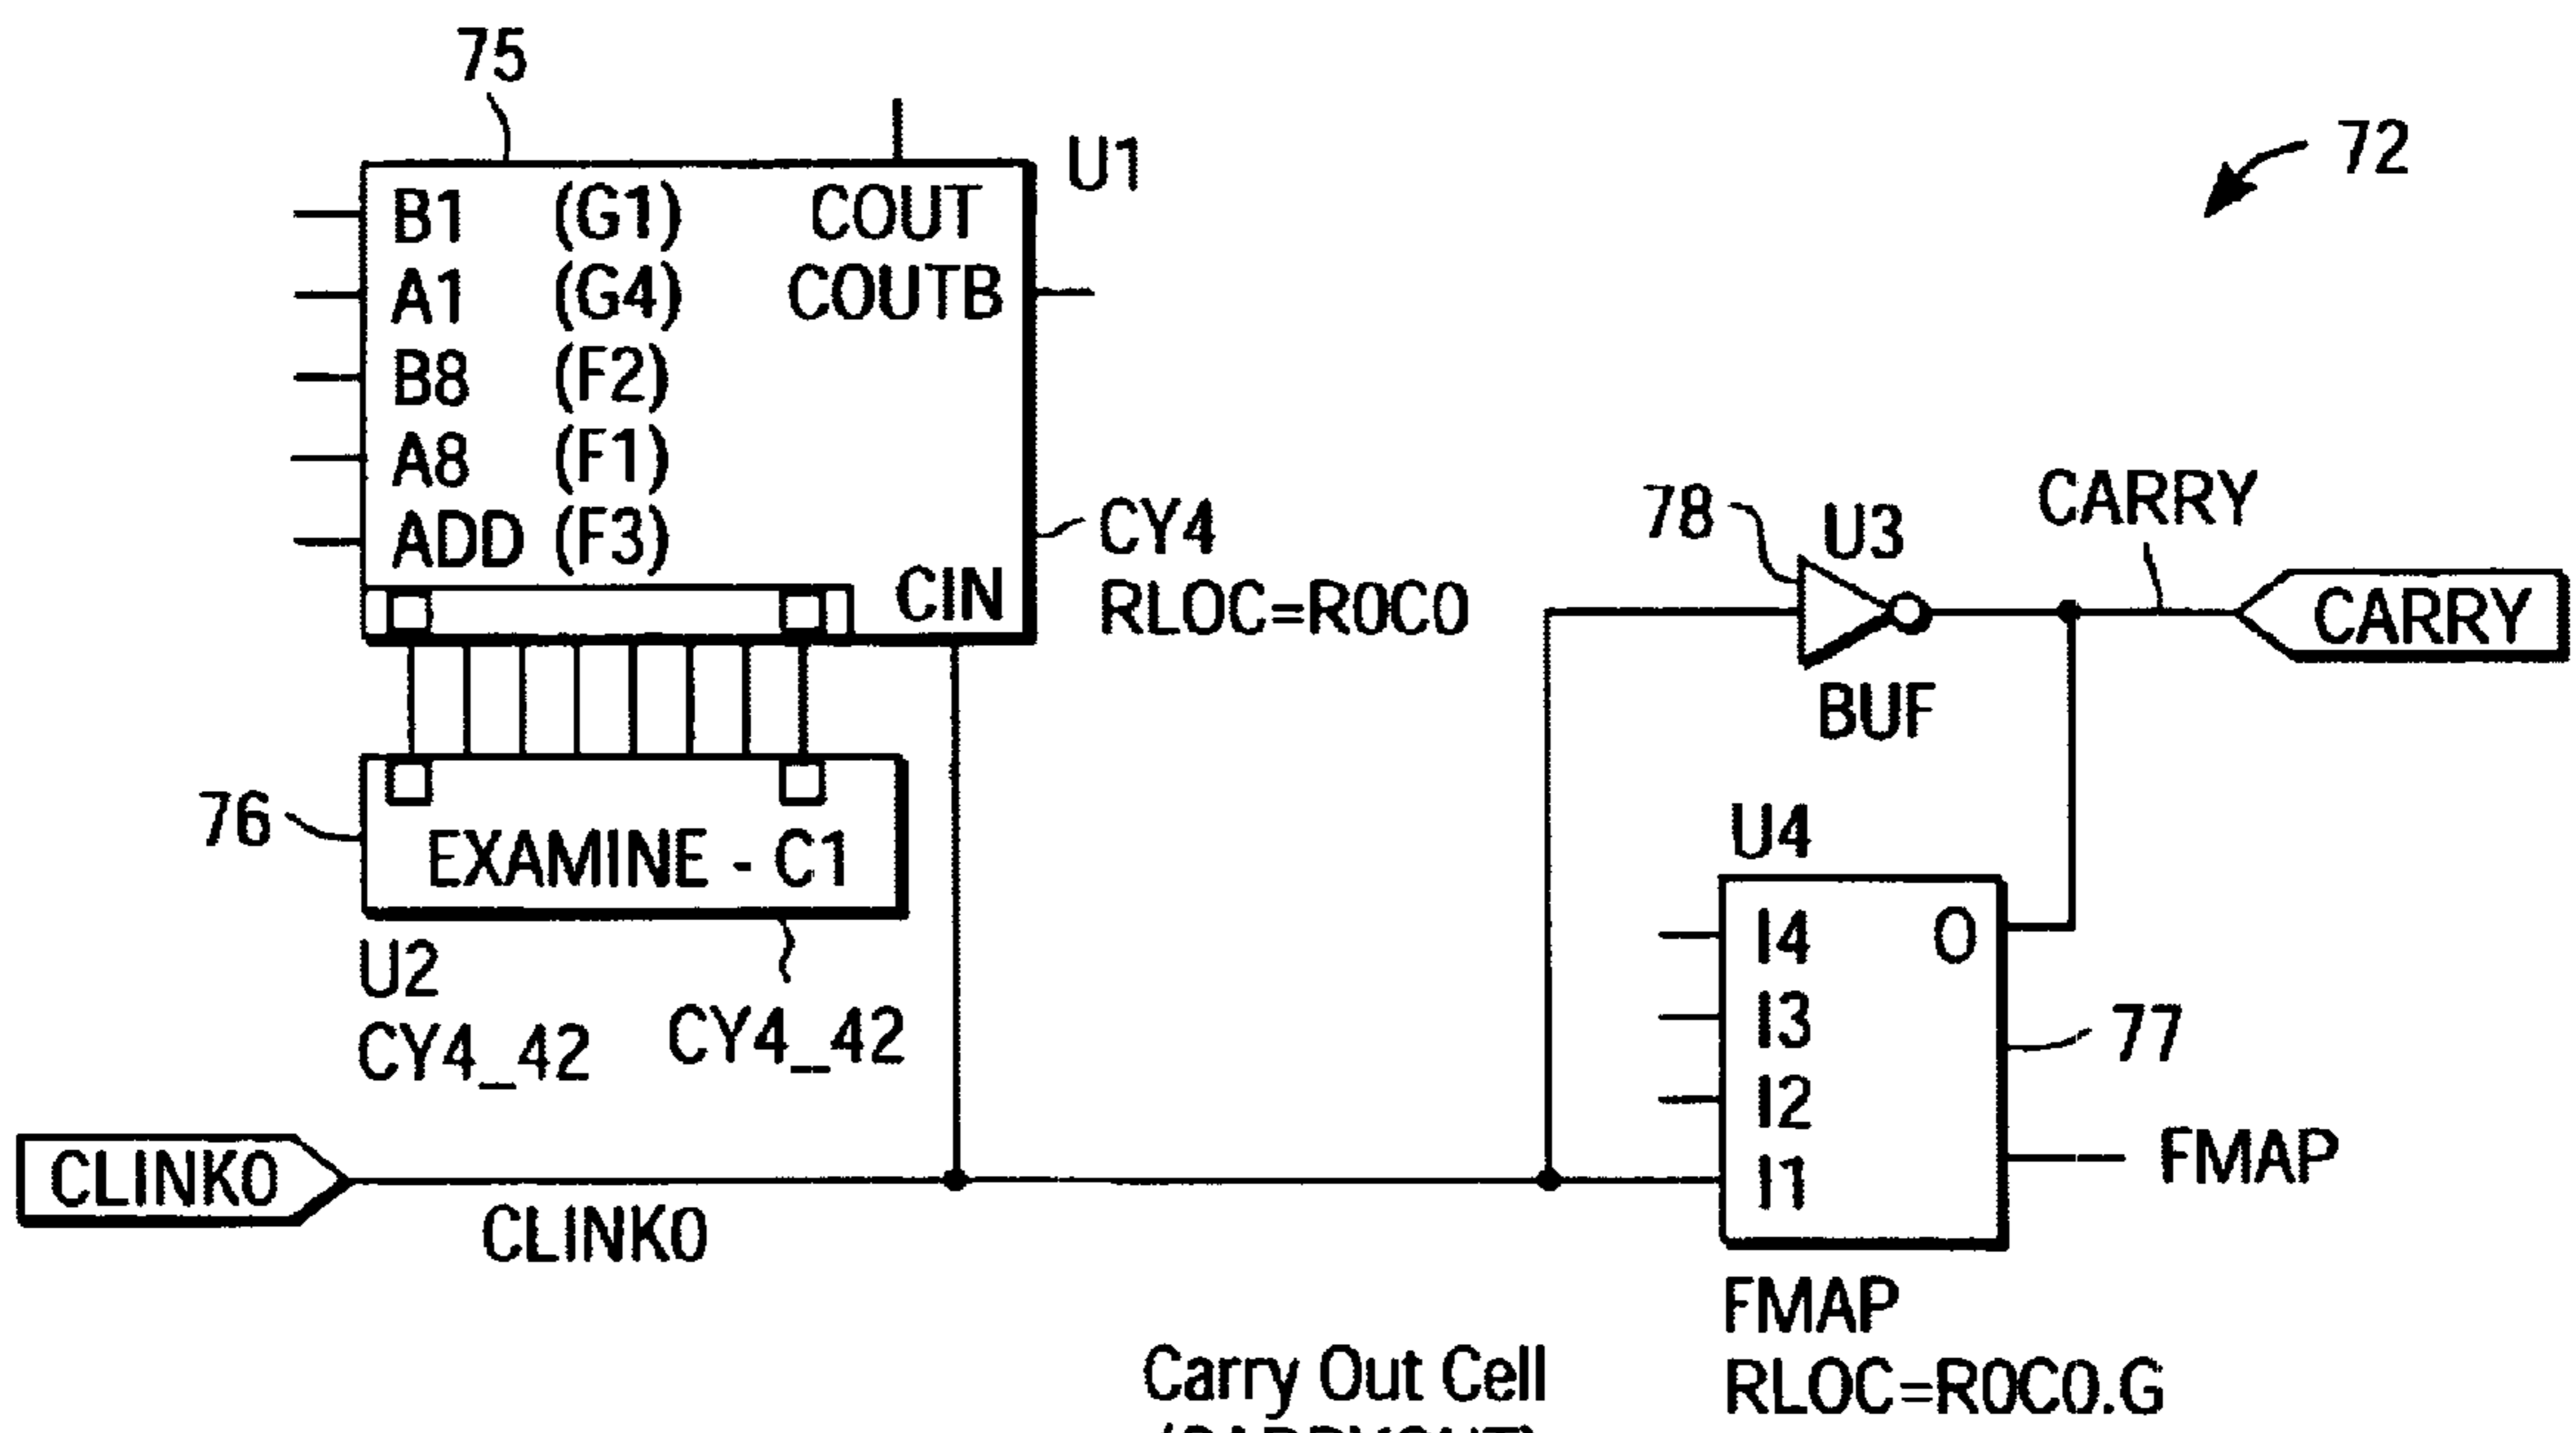 75
U1
72
B1 (G1) COUT
A1 (G4) COUTB
B8 (F2)
A8 (F1)
ADD (F3)
CIN
CY4
RLOC=R0C0
78
U3
CARRY
CARRY
BUF
76
EXAMINE - C1
U2
CY4_42
CY4_42
U4
I4 O
I3
I2
I1
77
FMAP
CLINK0
CLINK0
FMAP
RLOC=R0C0.G
Carry Out Cell